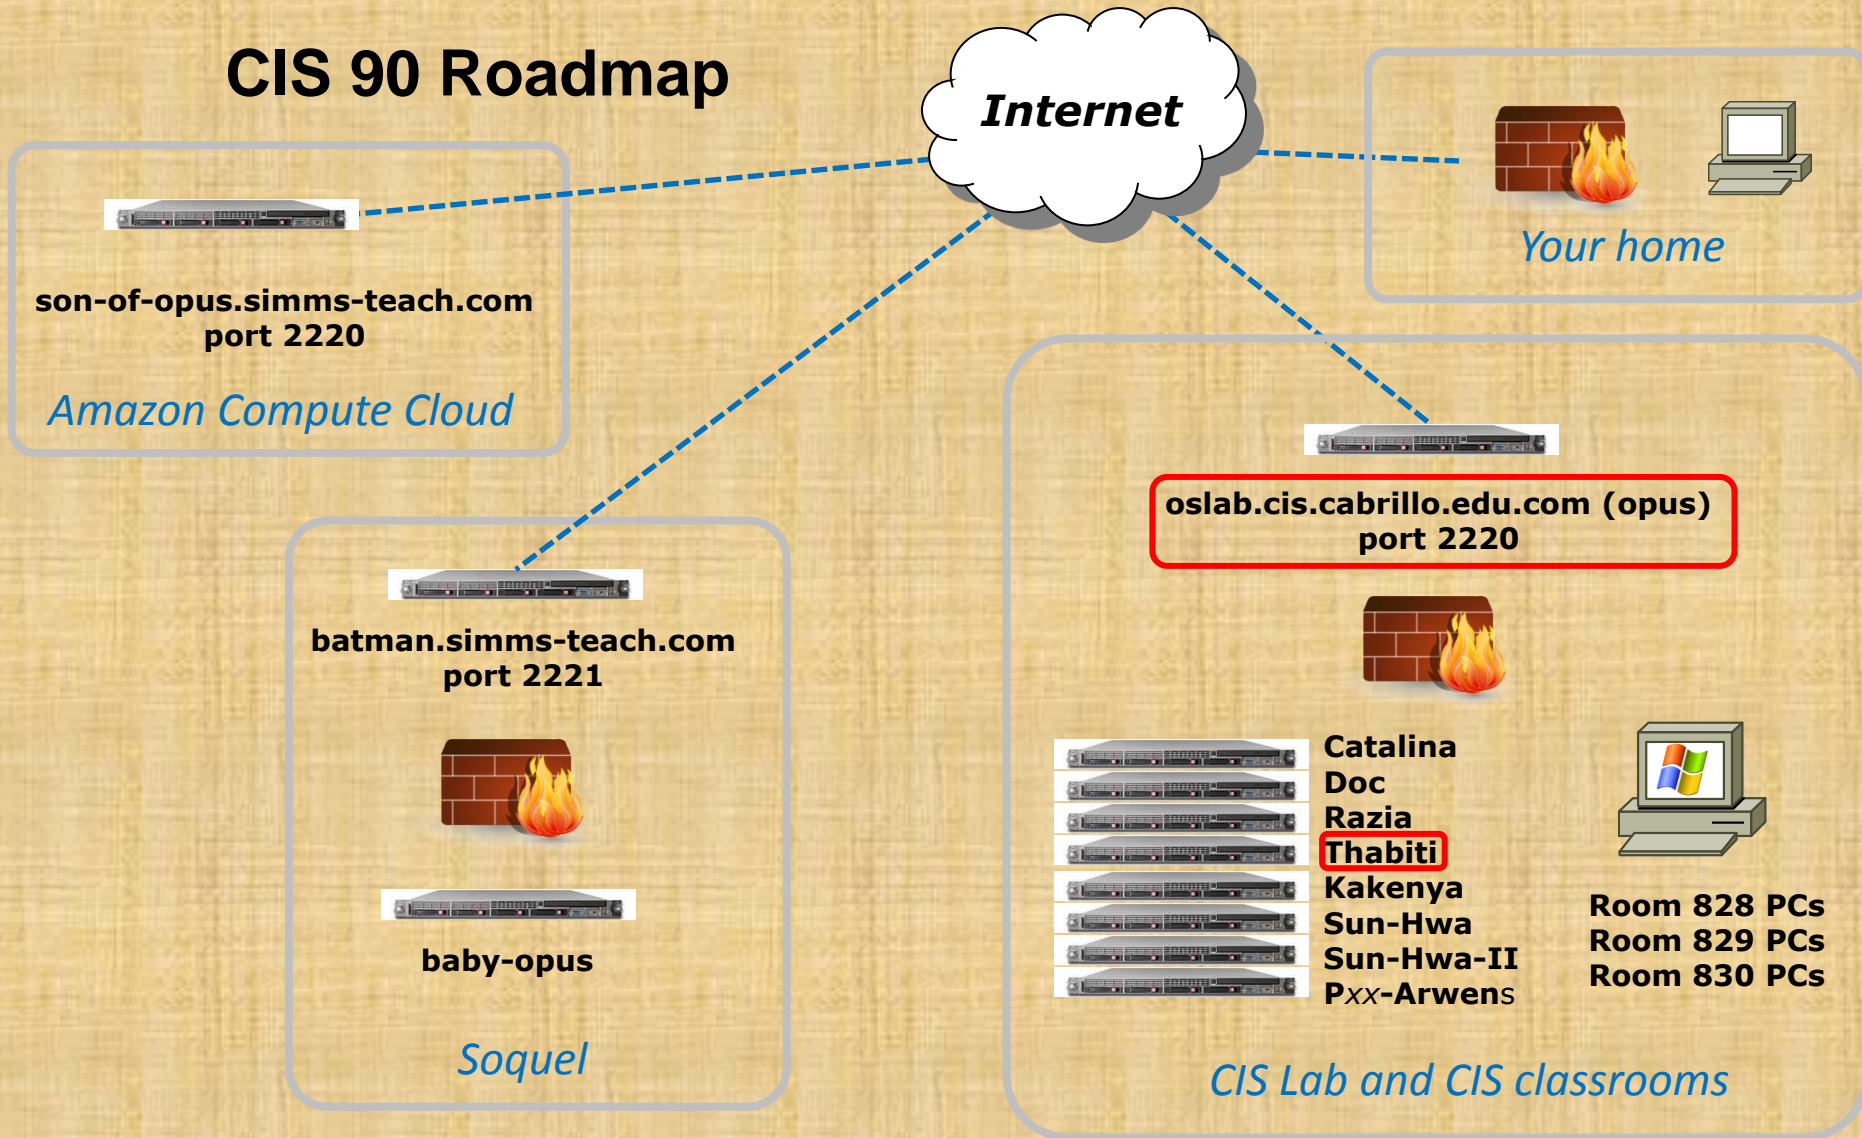 CIS 90 Roadmap
Internet
Your home
son-of-opus.simms-teach.com
port 2220
Amazon Compute Cloud
oslab.cis.cabrillo.edu.com (opus)
port 2220
batman.simms-teach.com
port 2221
baby-opus
Soquel
Catalina
Doc
Razia
Thabiti
Kakenya
Sun-Hwa
Sun-Hwa-II
Pxx-Arwens
Room 828 PCs
Room 829 PCs
Room 830 PCs
CIS Lab and CIS classrooms